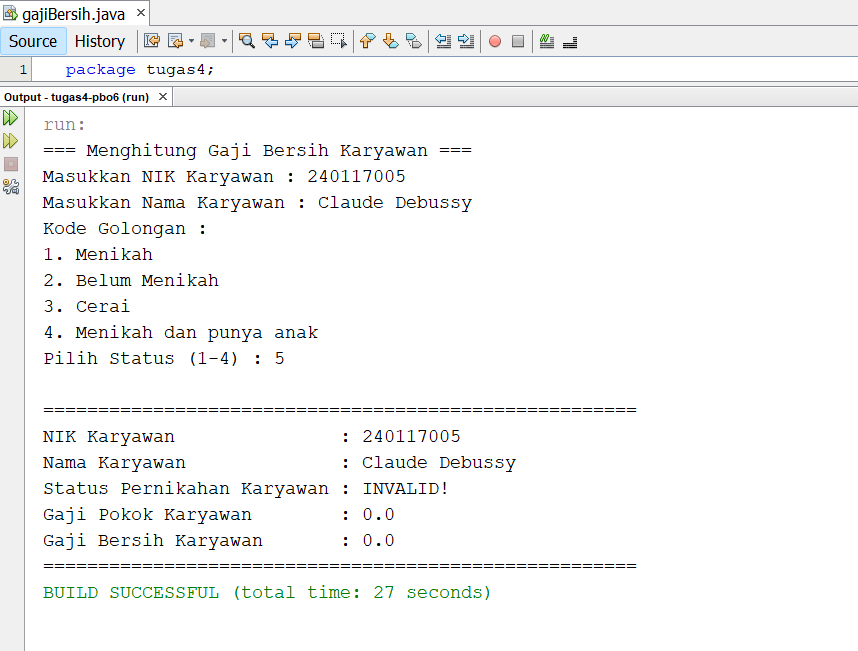 gajiBersih.java ×
Source History
1 package tugas4;
Output - tugas4-pbo6 (run) ×
run:
=== Menghitung Gaji Bersih Karyawan ===
Masukkan NIK Karyawan : 240117005
Masukkan Nama Karyawan : Claude Debussy
Kode Golongan :
1. Menikah
2. Belum Menikah
3. Cerai
4. Menikah dan punya anak
Pilih Status (1-4) : 5
======================================================
NIK Karyawan : 240117005
Nama Karyawan : Claude Debussy
Status Pernikahan Karyawan : INVALID!
Gaji Pokok Karyawan : 0.0
Gaji Bersih Karyawan : 0.0
======================================================
BUILD SUCCESSFUL (total time: 27 seconds)